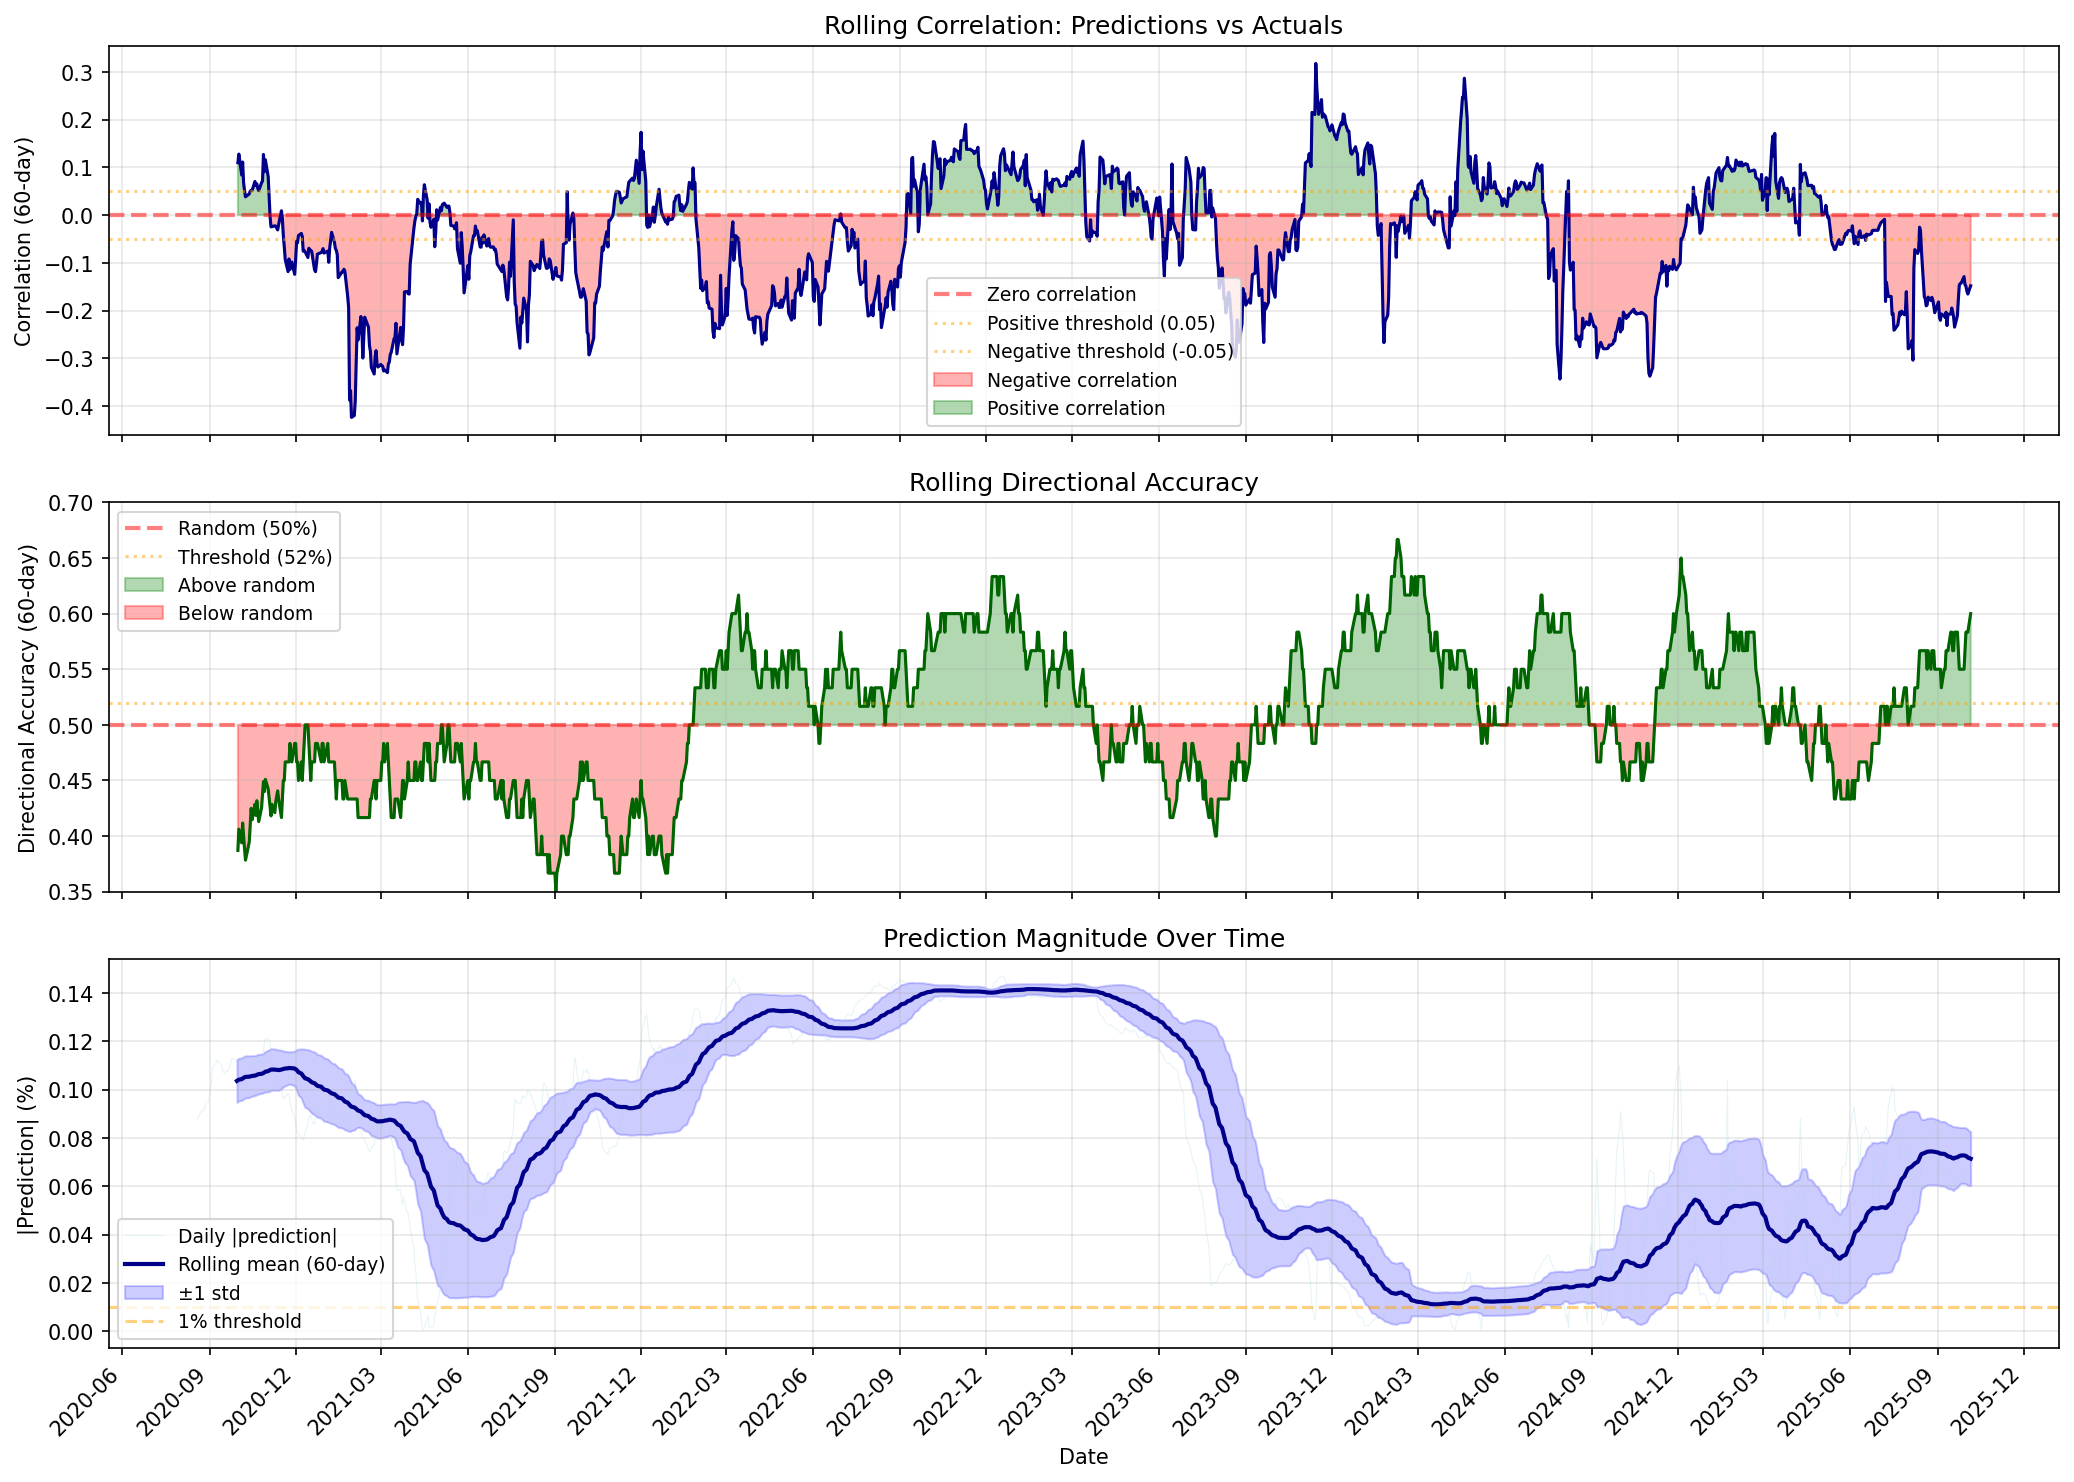 Rolling Correlation: Predictions vs Actuals
Correlation (60-day)
0.3
0.2
0.1
0.0
−0.1
−0.2
−0.3
−0.4
Zero correlation
Positive threshold (0.05)
Negative threshold (-0.05)
Negative correlation
Positive correlation
Rolling Directional Accuracy
Directional Accuracy (60-day)
0.70
0.65
0.60
0.55
0.50
0.45
0.40
0.35
Random (50%)
Threshold (52%)
Above random
Below random
Prediction Magnitude Over Time
|Prediction| (%)
0.14
0.12
0.10
0.08
0.06
0.04
0.02
0.00
Daily |prediction|
Rolling mean (60-day)
±1 std
1% threshold
2020-06
2020-09
2020-12
2021-03
2021-06
2021-09
2021-12
2022-03
2022-06
2022-09
2022-12
2023-03
2023-06
2023-09
2023-12
2024-03
2024-06
2024-09
2024-12
2025-03
2025-06
2025-09
2025-12
Date